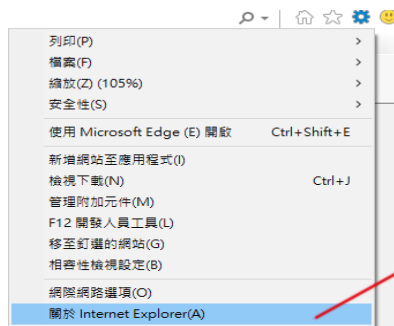 列印(P)
檔案(F)
縮放(Z) (105%)
安全性(S)
使用 Microsoft Edge (E) 開啟 Ctrl+Shift+E
新增網站至應用程式(I)
檢視下載(N) Ctrl+J
管理附加元件(M)
F12 開發人員工具(L)
移至釘選的網站(G)
相容性檢視設定(B)
網際網路選項(O)
關於 Internet Explorer(A)